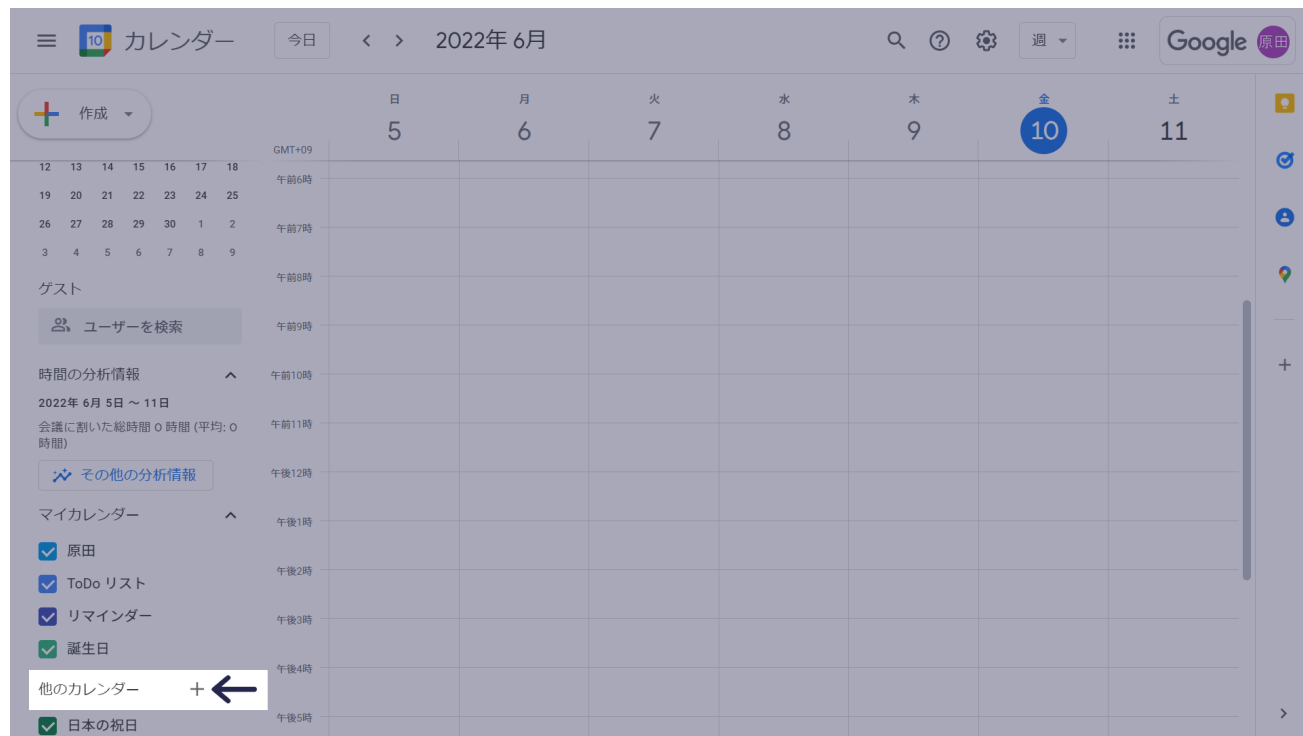 10 カレンダー 今日 2022年 6月 週 Google 原田
作成
日 月 火 水 木 金 土
5 6 7 8 9 10 11
GMT+09
12 13 14 15 16 17 18
19 20 21 22 23 24 25
26 27 28 29 30 1 2
3 4 5 6 7 8 9
ゲスト
ユーザーを検索
時間の分析情報
2022年 6月 5日 ～ 11日
会議に割いた総時間 0 時間 (平均: 0
時間)
その他の分析情報
マイカレンダー
原田
ToDo リスト
リマインダー
誕生日
他のカレンダー
日本の祝日
午前6時
午前7時
午前8時
午前9時
午前10時
午前11時
午後12時
午後1時
午後2時
午後3時
午後4時
午後5時